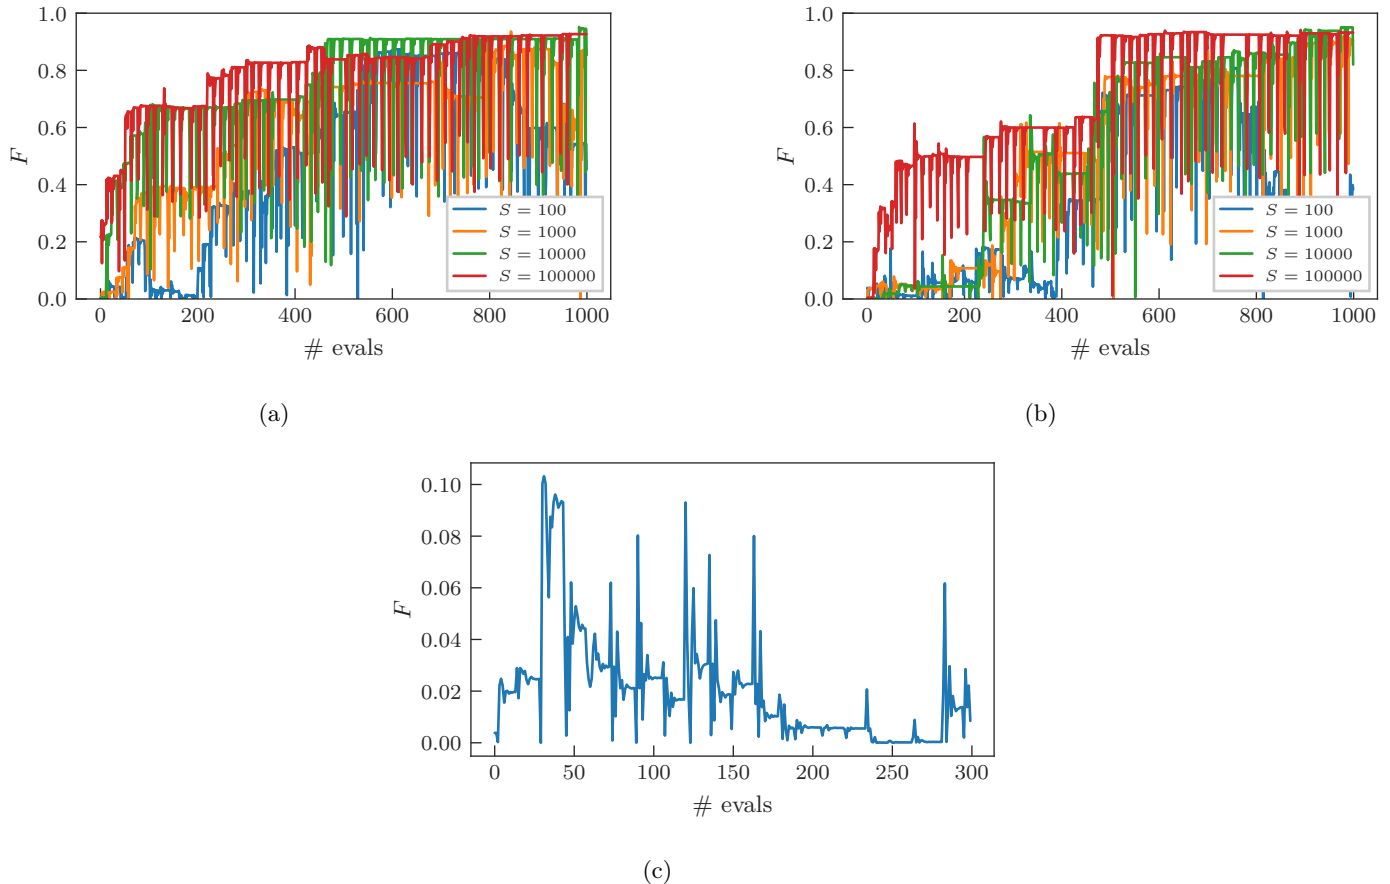 1.0
0.8
0.6
0.4
0.2
0.0
F
0 200 400 600 800 1000
# evals
S = 100
S = 1000
S = 10000
S = 100000
(a)
1.0
0.8
0.6
0.4
0.2
0.0
F
0 200 400 600 800 1000
# evals
S = 100
S = 1000
S = 10000
S = 100000
(b)
0.10
0.08
0.06
0.04
0.02
0.00
F
0 50 100 150 200 250 300
# evals
(c)